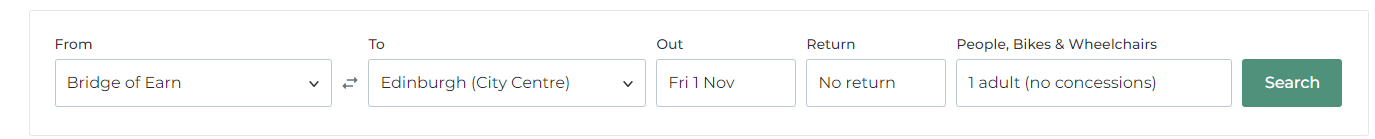 From To Out Return People, Bikes & Wheelchairs
Bridge of Earn Edinburgh (City Centre) Fri 1 Nov No return 1 adult (no concessions) Search